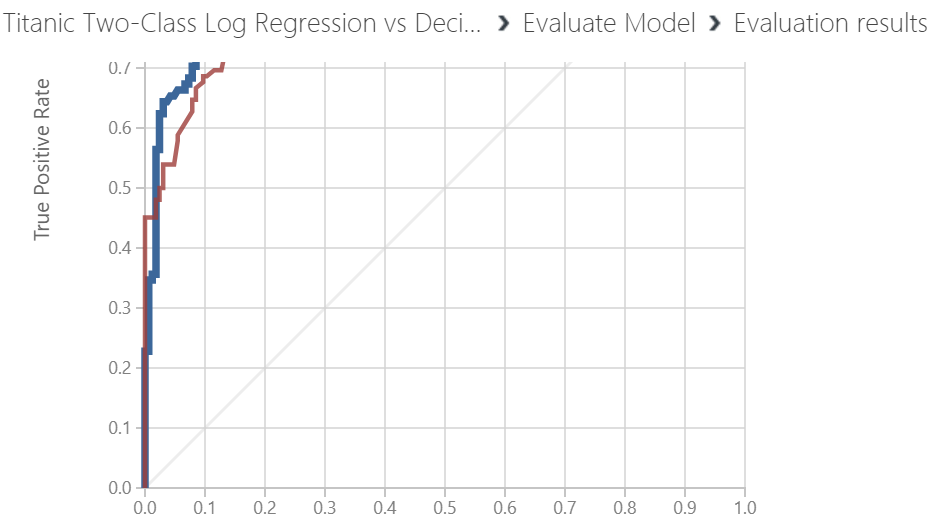 Titanic Two-Class Log Regression vs Deci... ❯ Evaluate Model ❯ Evaluation results
True Positive Rate
0.7
0.6
0.5
0.4
0.3
0.2
0.1
0.0
0.0 0.1 0.2 0.3 0.4 0.5 0.6 0.7 0.8 0.9 1.0